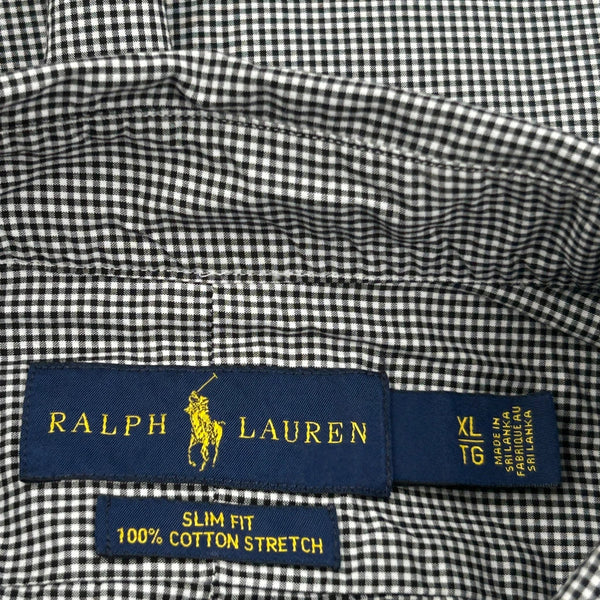 RALPH LAUREN
XL
TG
MADE IN
SRI LANKA
FABRIQUE AU
SRI LANKA
SLIM FIT
100% COTTON STRETCH